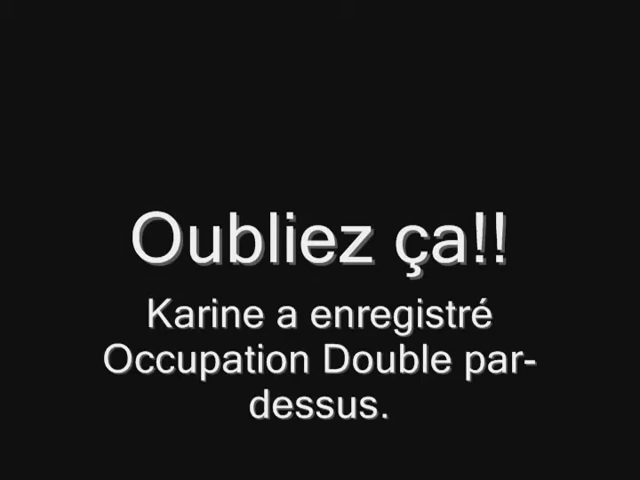 Oubliez ça!!
Karine a enregistré
Occupation Double par-
dessus.